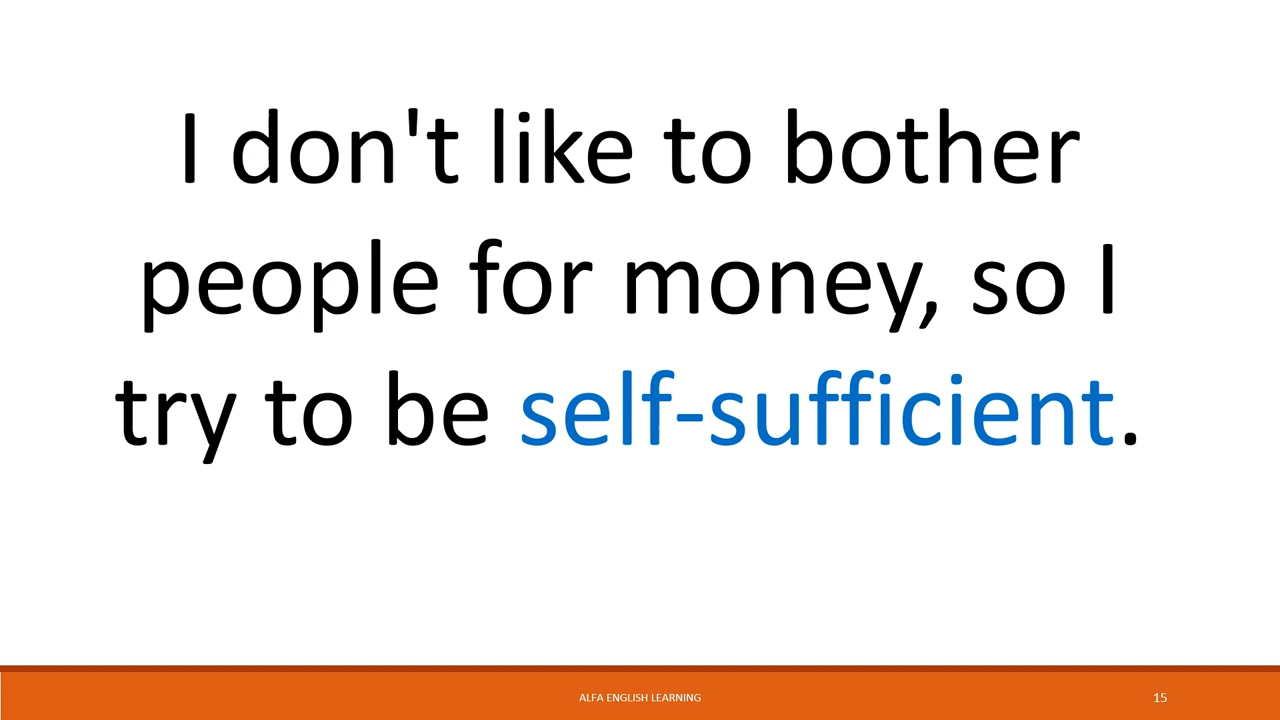 I don't like to bother
people for money, so I
try to be self-sufficient.
ALFA ENGLISH LEARNING
15